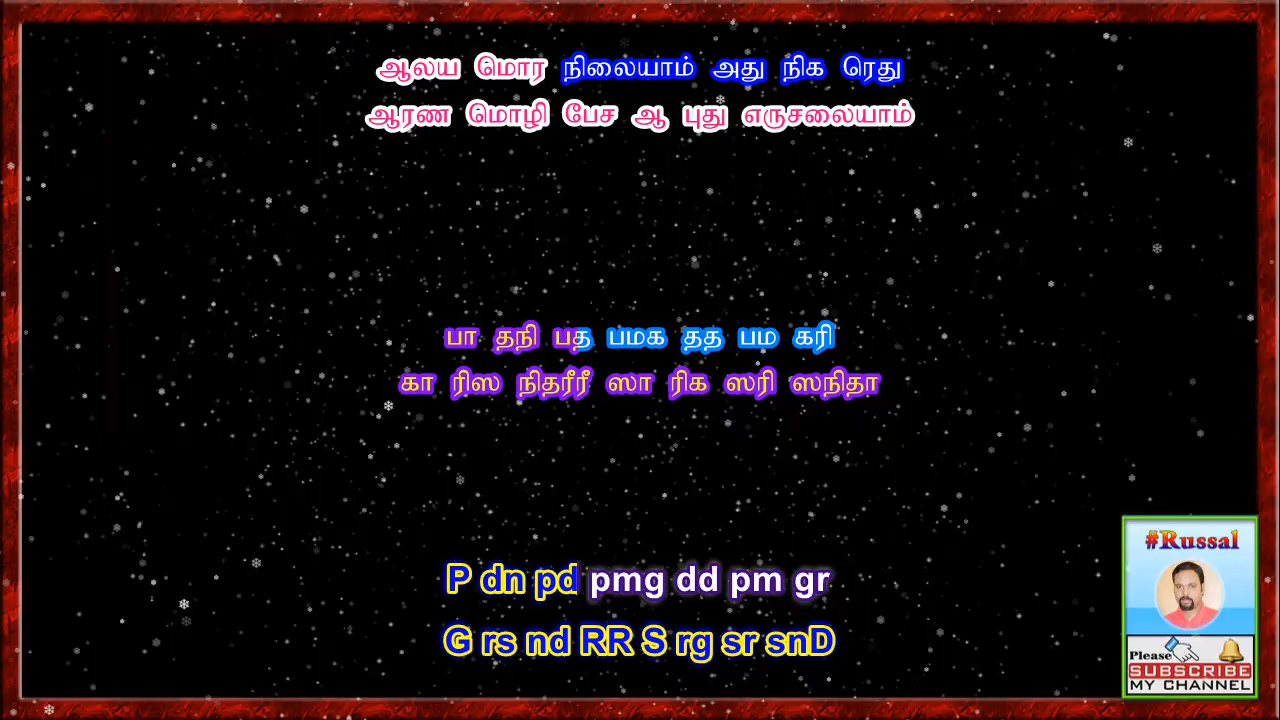 ஆலய மொர நிலையாம் அது நிக ரெது
ஆரண மொழி பேச ஆ புது எருசலையாம்
பா தநி பத பமக தத பம கரி
கா ரிஸ நிதரீரீ ஸா ரிக ஸரி ஸநிதா
P dn pd pmg dd pm gr
G rs nd RR S rg sr snD
#Russal
Please
SUBSCRIBE
MY CHANNEL